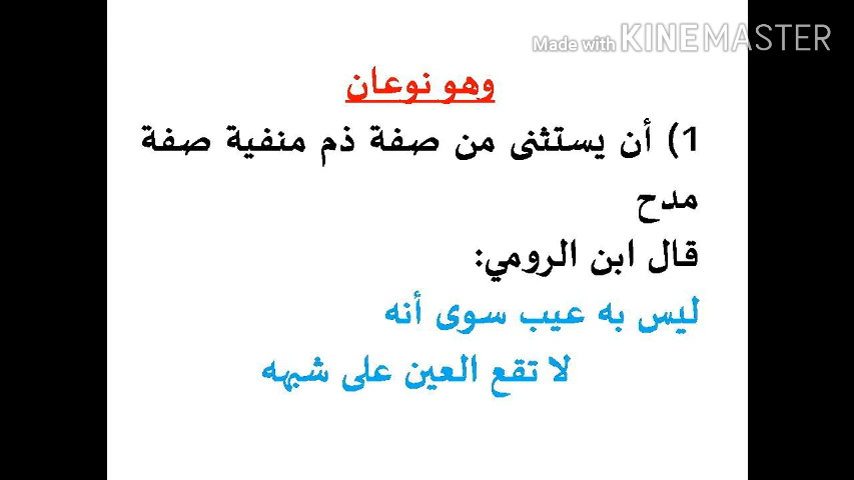 Made with KINEMASTER
وهو نوعان
1) أن يستثنى من صفة ذم منفية صفة
مدح
قال ابن الرومي:
ليس به عيب سوى أنه
لا تقع العين على شبهه